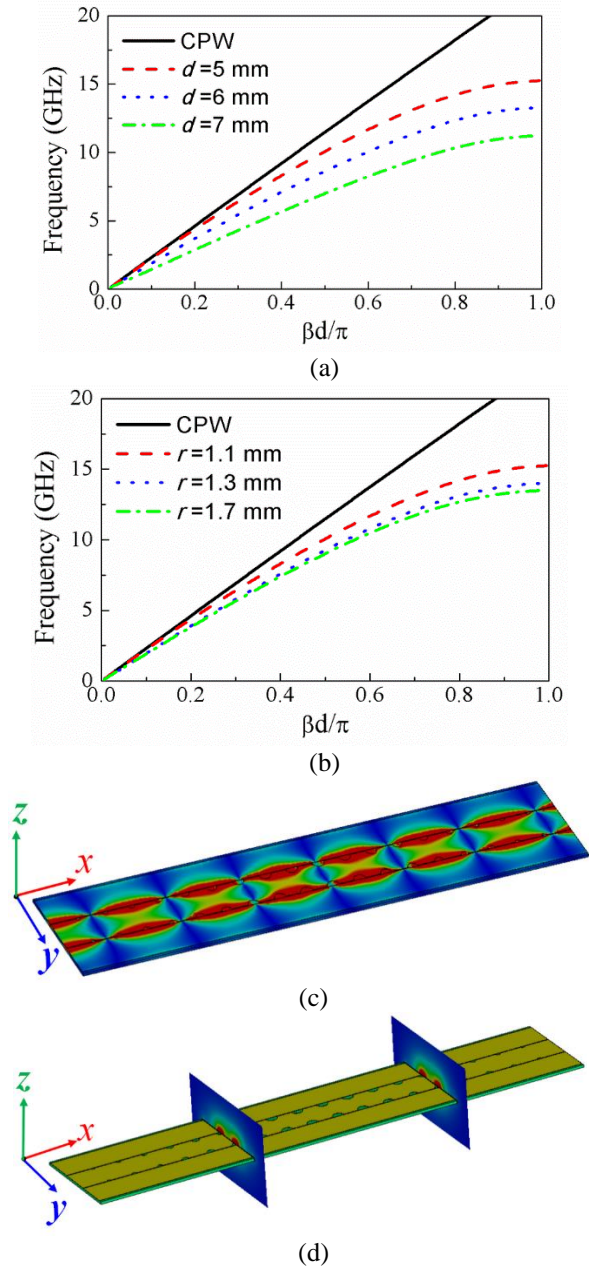 20
15
10
5
0
Frequency (GHz)
CPW
d =5 mm
d =6 mm
d =7 mm
0.0 0.2 0.4 0.6 0.8 1.0
βd/π
(a)
20
15
10
5
0
Frequency (GHz)
CPW
r =1.1 mm
r =1.3 mm
r =1.7 mm
0.0 0.2 0.4 0.6 0.8 1.0
βd/π
(b)
z
x
y
(c)
z
x
y
(d)